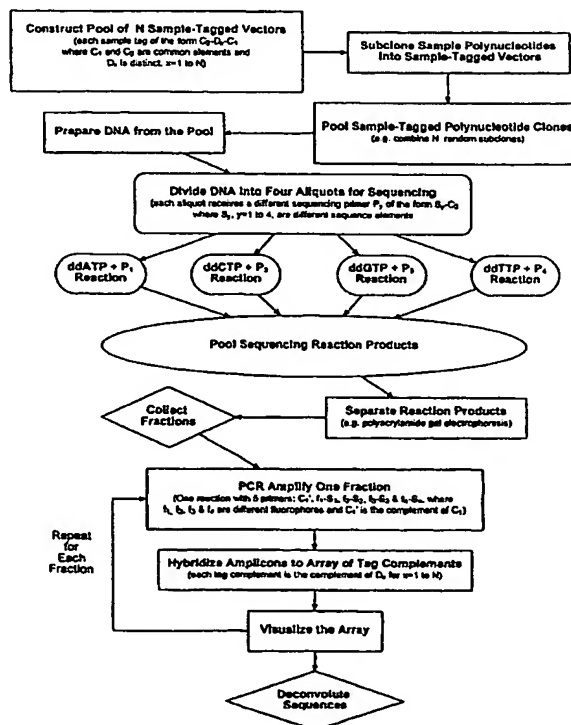 Construct Pool of N Sample-Tagged Vectors
(each sample tag of the form C₂-Dₓ-C₁
where C₁ and C₂ are common elements and
Dₓ is distinct, x=1 to N)
Subclone Sample Polynucleotides
Into Sample-Tagged Vectors
Prepare DNA from the Pool
Pool Sample-Tagged Polynucleotide Clones
(e.g. combine N random subclones)
Divide DNA into Four Aliquots for Sequencing
(each aliquot receives a different sequencing primer Pᵧ of the form Sᵧ-C₂
where Sᵧ, y=1 to 4, are different sequence elements
ddATP + P₁
Reaction
ddCTP + P₂
Reaction
ddGTP + P₃
Reaction
ddTTP + P₄
Reaction
Pool Sequencing Reaction Products
Collect
Fractions
Separate Reaction Products
(e.g. polyacrylamide gel electrophoresis)
PCR Amplify One Fraction
(One reaction with 5 primers: C₁', f₁-S₁, f₂-S₂, f₃-S₃ & f₄-S₄, where
f₁, f₂, f₃ & f₄ are different fluorophores and C₁' is the complement of C₁)
Repeat
for
Each
Fraction
Hybridize Amplicons to Array of Tag Complements
(each tag complement is the complement of Dₓ for x=1 to N)
Visualize the Array
Deconvolute
Sequences